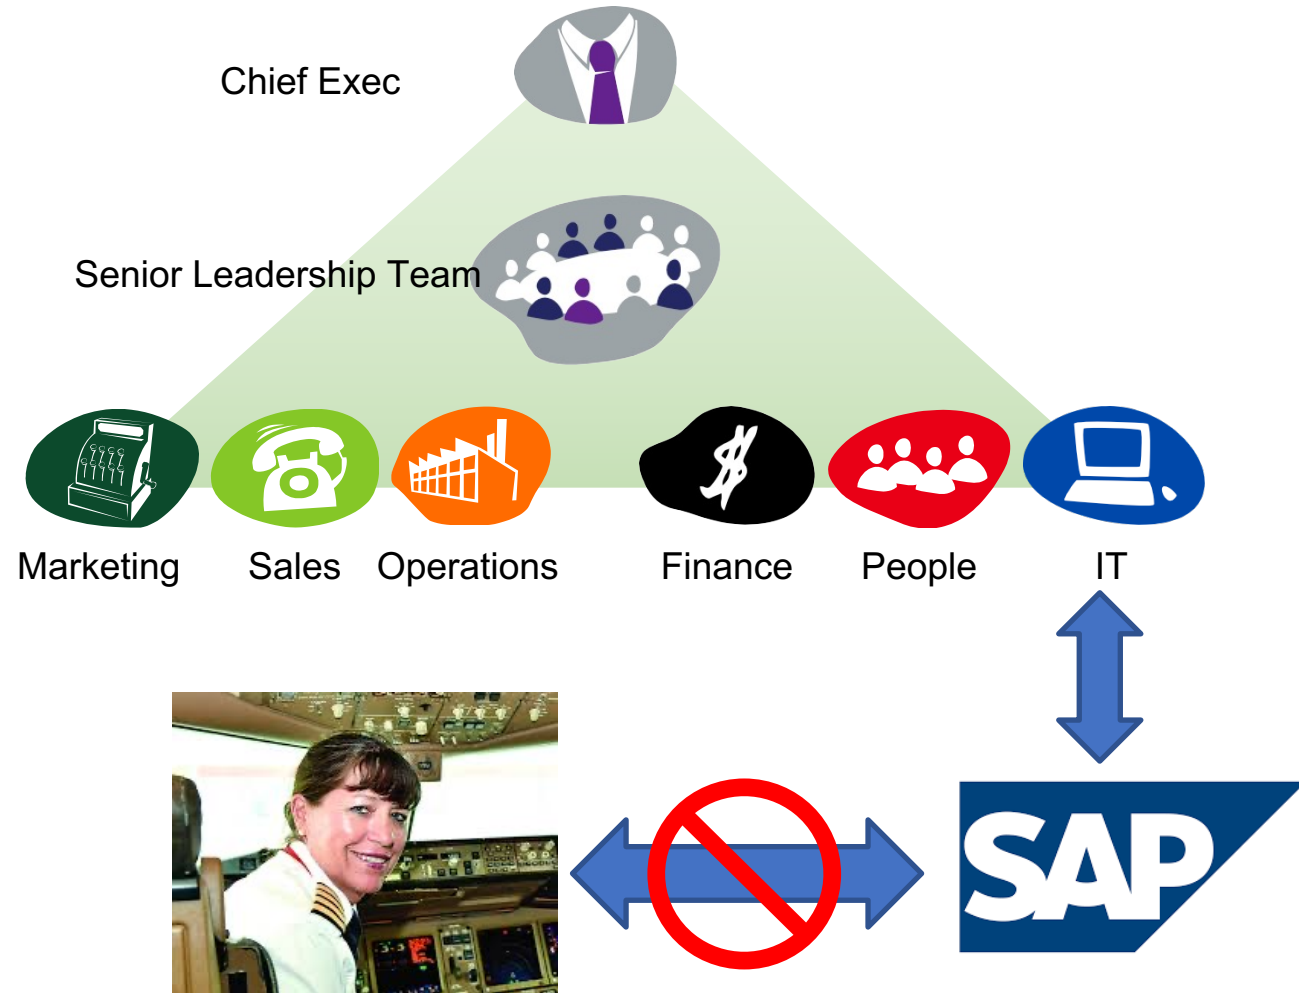 Chief Exec
Senior Leadership Team
Marketing Sales Operations Finance People IT
SAP